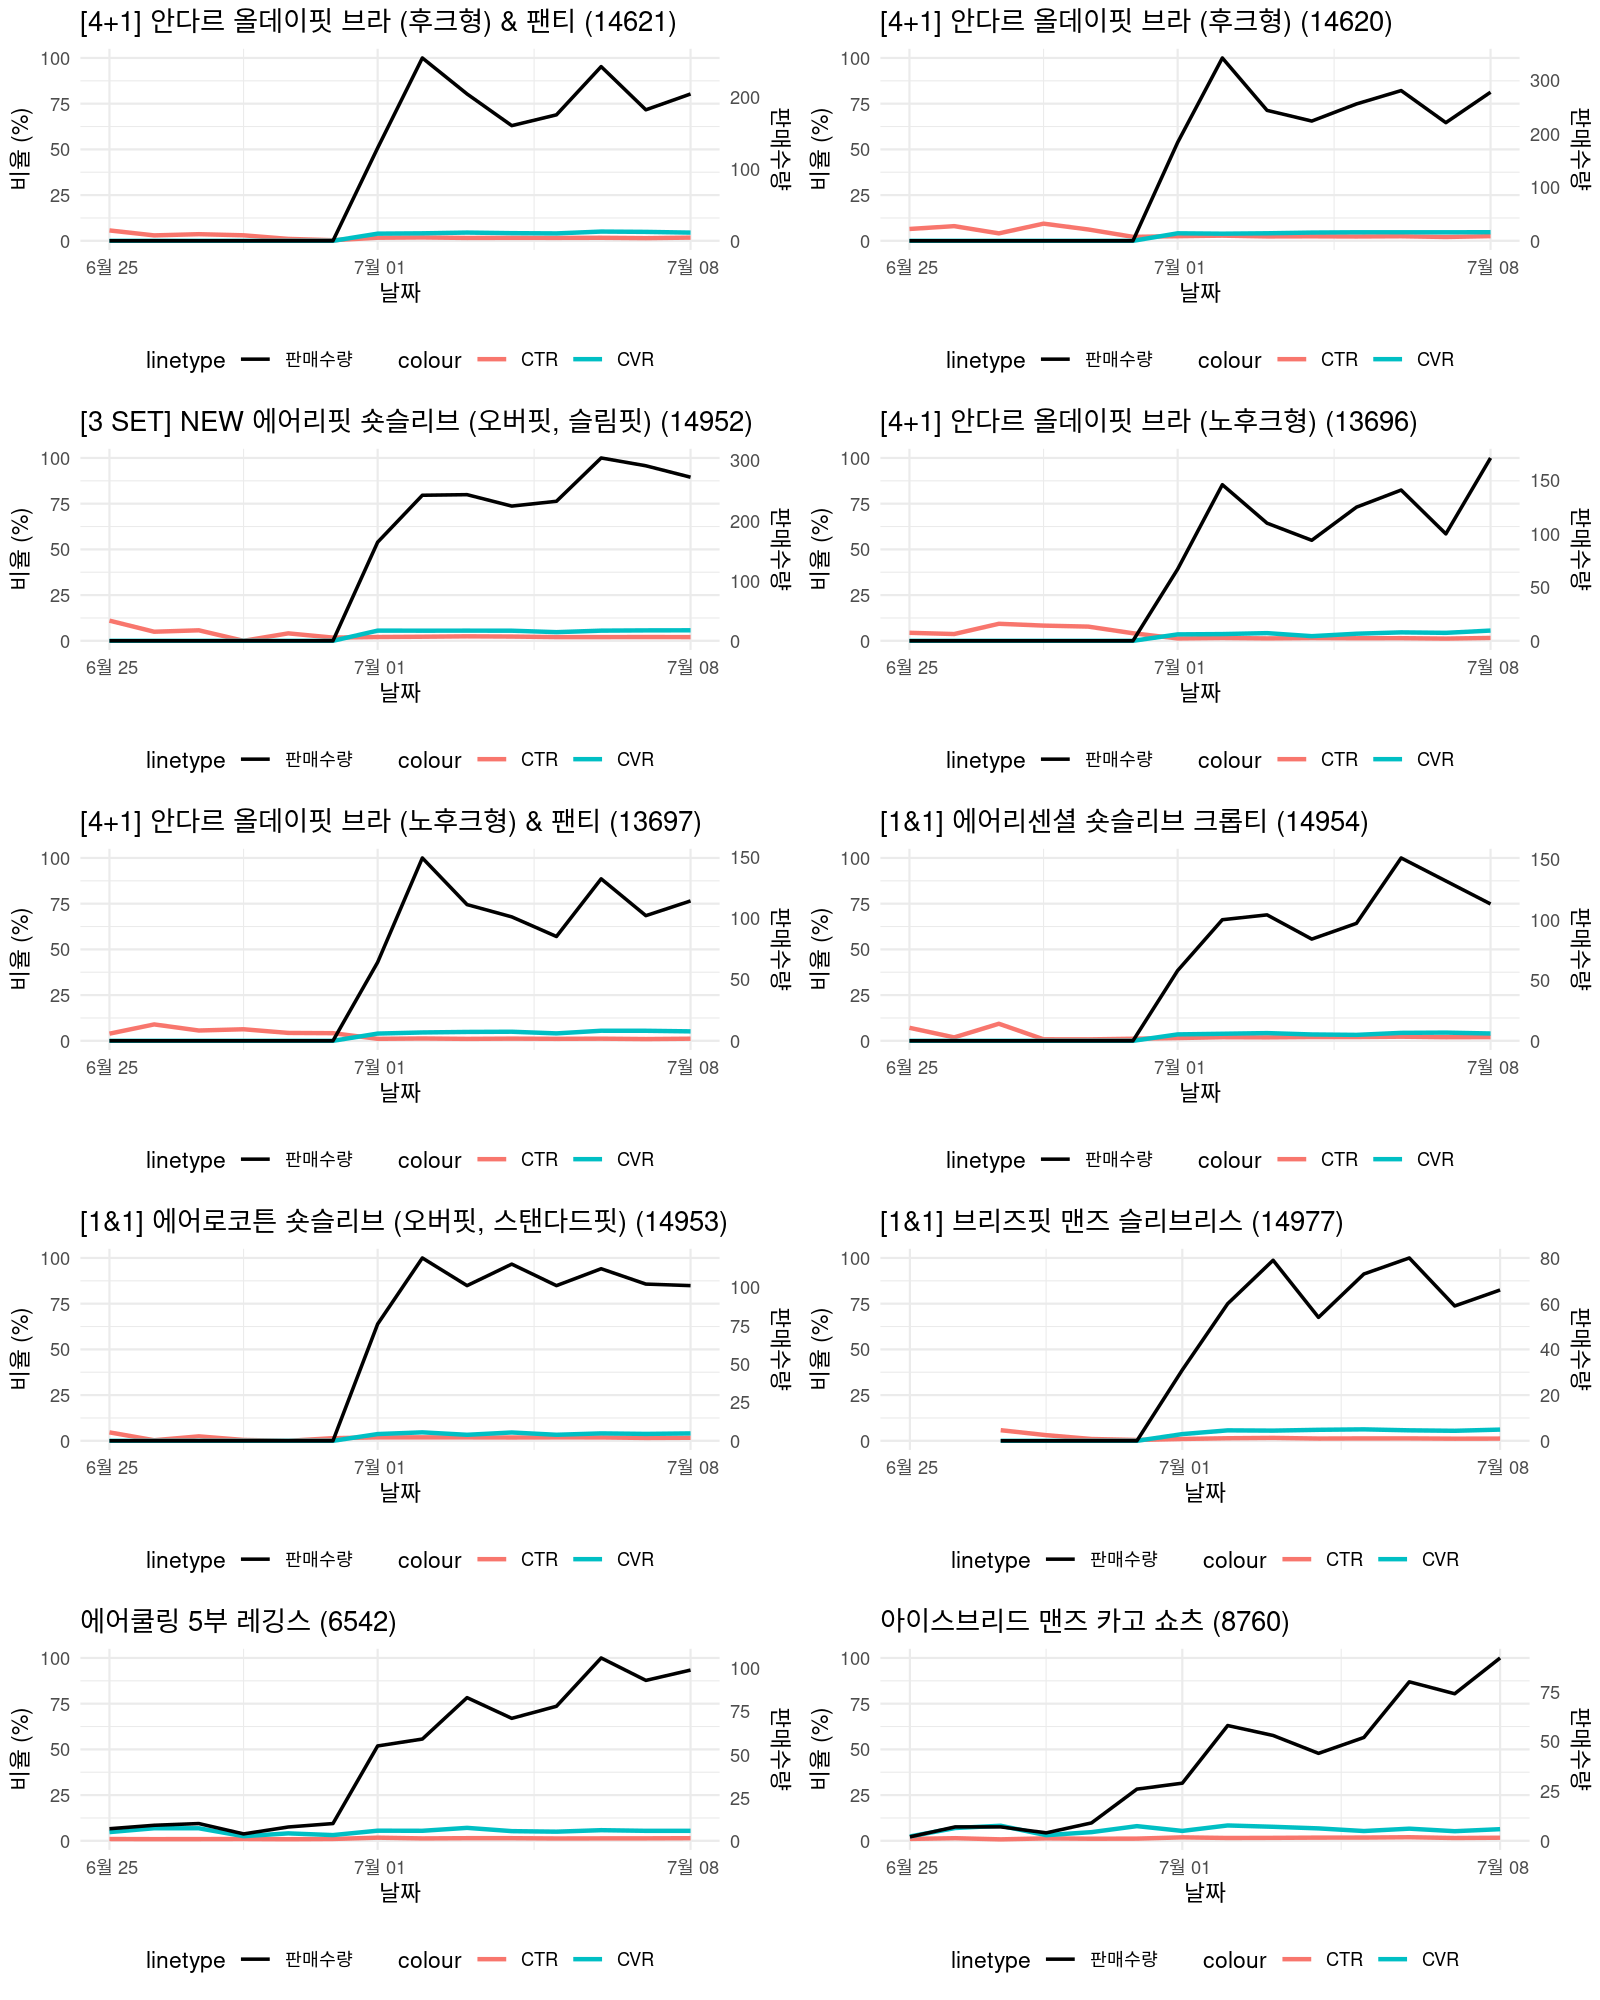 [4+1] 안다르 올데이핏 브라 (후크형) & 팬티 (14621)
비율 (%)
100
75
50
25
0
200
100
0
판매수량
6월 25
7월 01
7월 08
날짜
linetype 판매수량 colour CTR CVR
[4+1] 안다르 올데이핏 브라 (후크형) (14620)
비율 (%)
100
75
50
25
0
300
200
100
0
판매수량
6월 25
7월 01
7월 08
날짜
linetype 판매수량 colour CTR CVR
[3 SET] NEW 에어리핏 숏슬리브 (오버핏, 슬림핏) (14952)
비율 (%)
100
75
50
25
0
300
200
100
0
판매수량
6월 25
7월 01
7월 08
날짜
linetype 판매수량 colour CTR CVR
[4+1] 안다르 올데이핏 브라 (노후크형) (13696)
비율 (%)
100
75
50
25
0
150
100
50
0
판매수량
6월 25
7월 01
7월 08
날짜
linetype 판매수량 colour CTR CVR
[4+1] 안다르 올데이핏 브라 (노후크형) & 팬티 (13697)
비율 (%)
100
75
50
25
0
150
100
50
0
판매수량
6월 25
7월 01
7월 08
날짜
linetype 판매수량 colour CTR CVR
[1&1] 에어리센셜 숏슬리브 크롭티 (14954)
비율 (%)
100
75
50
25
0
150
100
50
0
판매수량
6월 25
7월 01
7월 08
날짜
linetype 판매수량 colour CTR CVR
[1&1] 에어로코튼 숏슬리브 (오버핏, 스탠다드핏) (14953)
비율 (%)
100
75
50
25
0
100
75
50
25
0
판매수량
6월 25
7월 01
7월 08
날짜
linetype 판매수량 colour CTR CVR
[1&1] 브리즈핏 맨즈 슬리브리스 (14977)
비율 (%)
100
75
50
25
0
80
60
40
20
0
판매수량
6월 25
7월 01
7월 08
날짜
linetype 판매수량 colour CTR CVR
에어쿨링 5부 레깅스 (6542)
비율 (%)
100
75
50
25
0
100
75
50
25
0
판매수량
6월 25
7월 01
7월 08
날짜
linetype 판매수량 colour CTR CVR
아이스브리드 맨즈 카고 쇼츠 (8760)
비율 (%)
100
75
50
25
0
75
50
25
0
판매수량
6월 25
7월 01
7월 08
날짜
linetype 판매수량 colour CTR CVR